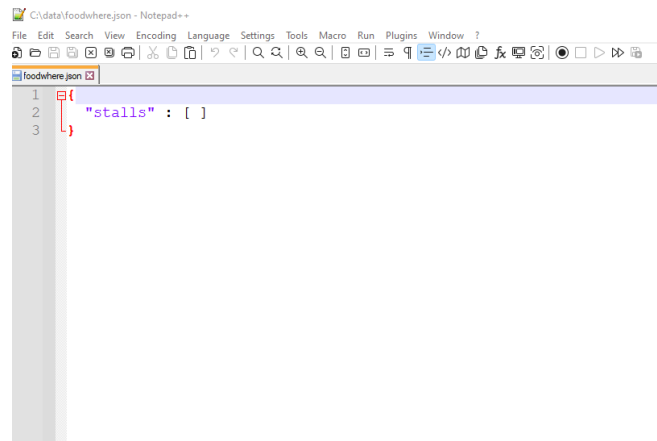 C:\data\foodwhere.json - Notepad++
File Edit Search View Encoding Language Settings Tools Macro Run Plugins Window ?
foodwhere.json
1 {
2 "stalls" : [ ]
3 }